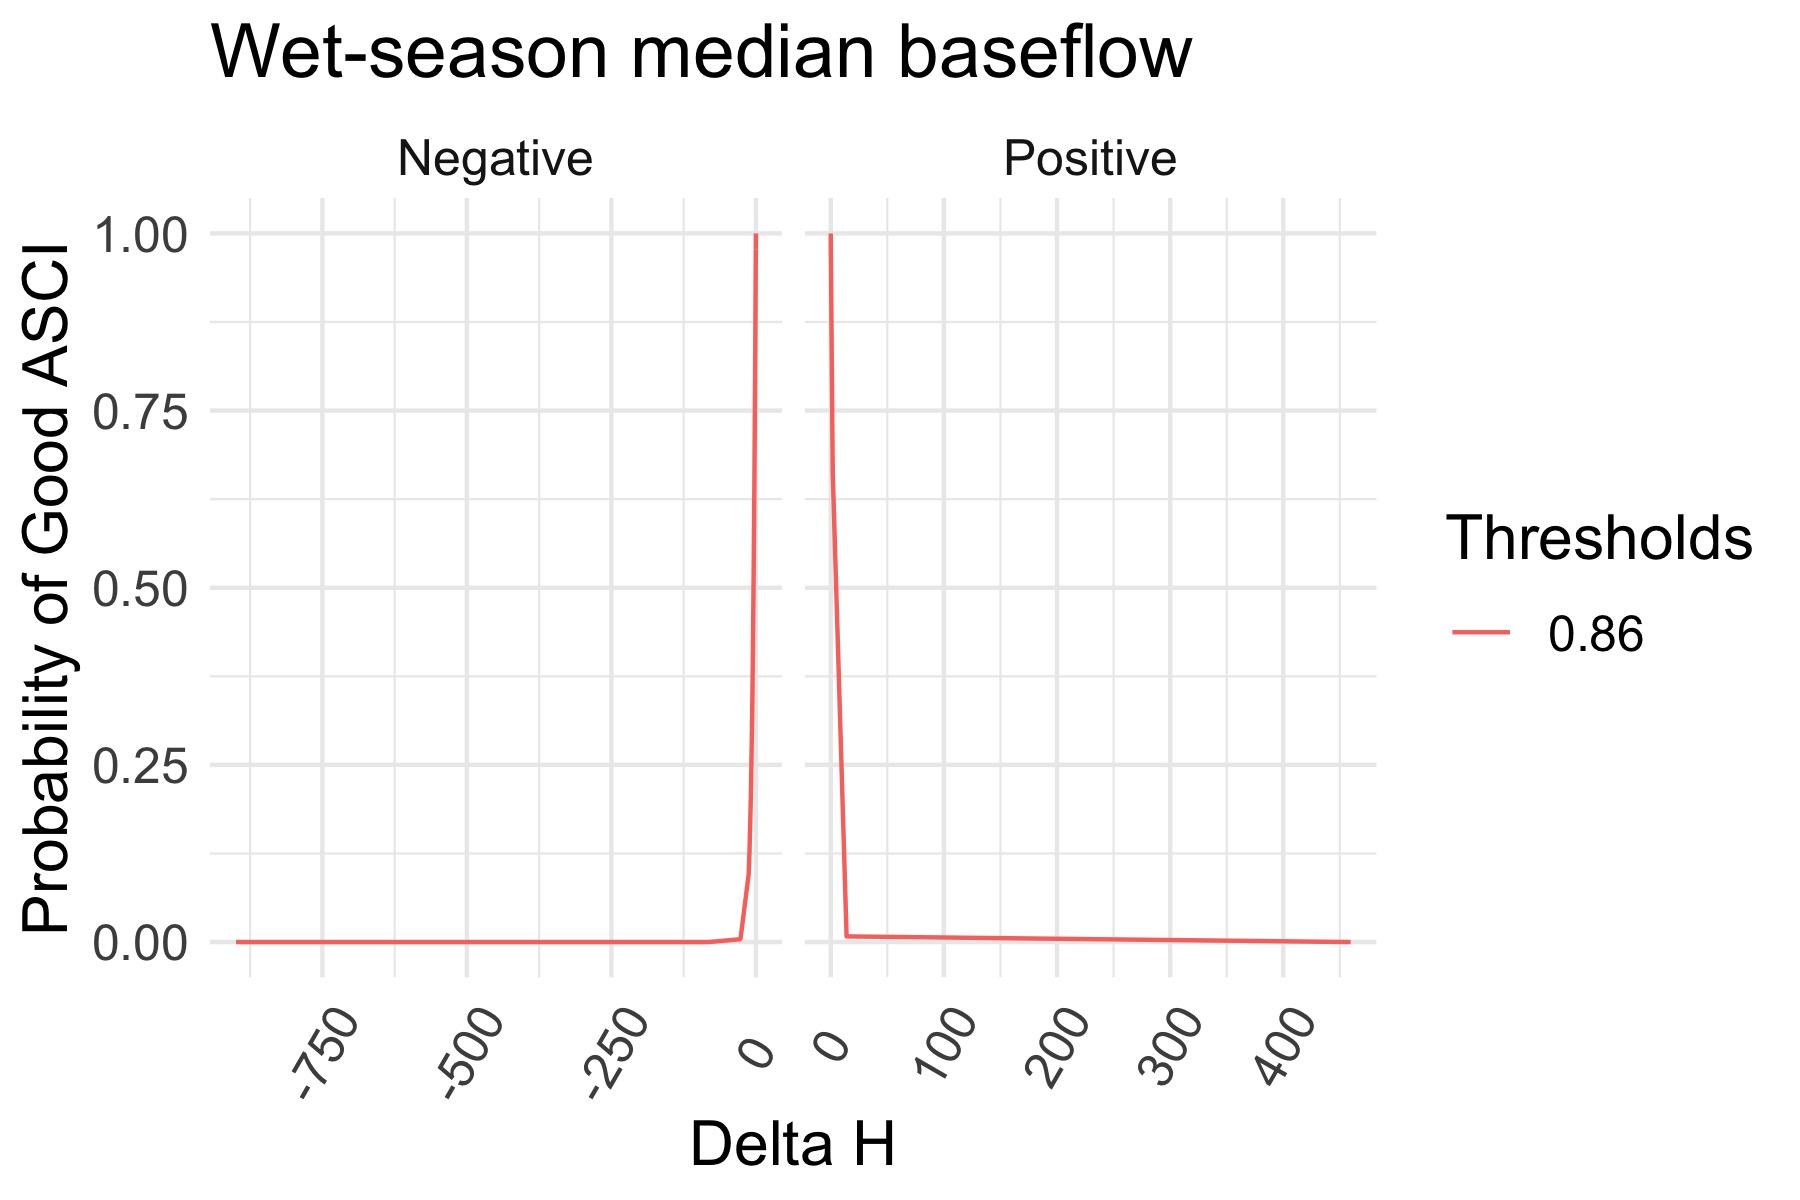 Wet-season median baseflow
Negative
Positive
Probability of Good ASCI
1.00
0.75
0.50
0.25
0.00
-750
-500
-250
0
0
100
200
300
400
Delta H
Thresholds
0.86